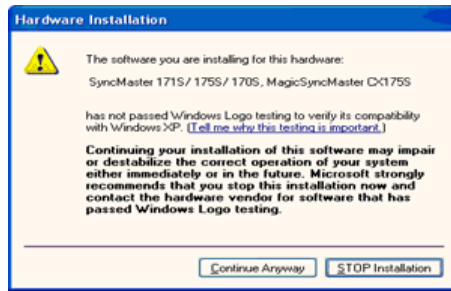 Hardware Installation
The software you are installing for this hardware:
SyncMaster 171S/ 175S/ 170S, MagicSyncMaster CX175S
has not passed Windows Logo testing to verify its compatibility
with Windows XP. (Tell me why this testing is important.)
Continuing your installation of this software may impair
or destabilize the correct operation of your system
either immediately or in the future. Microsoft strongly
recommends that you stop this installation now and
contact the hardware vendor for software that has
passed Windows Logo testing.
Continue Anyway STOP Installation